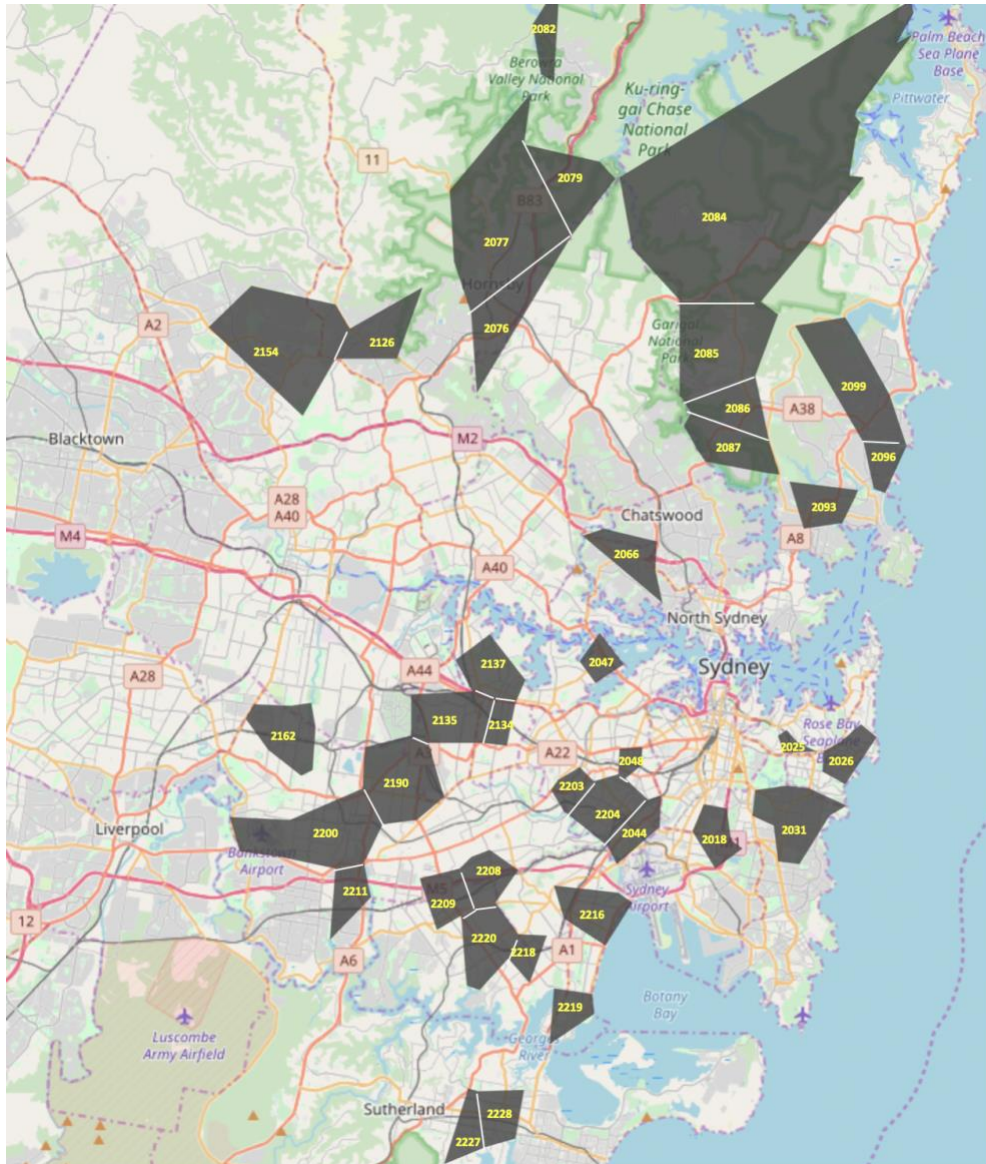 2082
Palm Beach
Sea Plane
Base
Berowra
Valley National
Park
Ku-ring-
gai Chase
National
Park
Pittwater
11
2079
B83
2084
2077
Hornsby
A2
2126
2154
2076
Garigal
National
Park
2085
2099
2086
A38
Blacktown
M2
2087
2096
A28
A40
2093
Chatswood
M4
A8
2066
A40
North Sydney
2137
2047
Sydney
A44
A28
2135
2134
Rose Bay
Seaplane
2162
2048
2025
A22
2026
2190
2203
2204
2031
Liverpool
2200
2044
2018
Bankstown
Airport
2208
Sydney
Airport
2211
M5
2209
2216
12
2220
2218
A1
A6
2219
Botany
Bay
Luscombe
Army Airfield
Georges
River
Sutherland
2228
2227